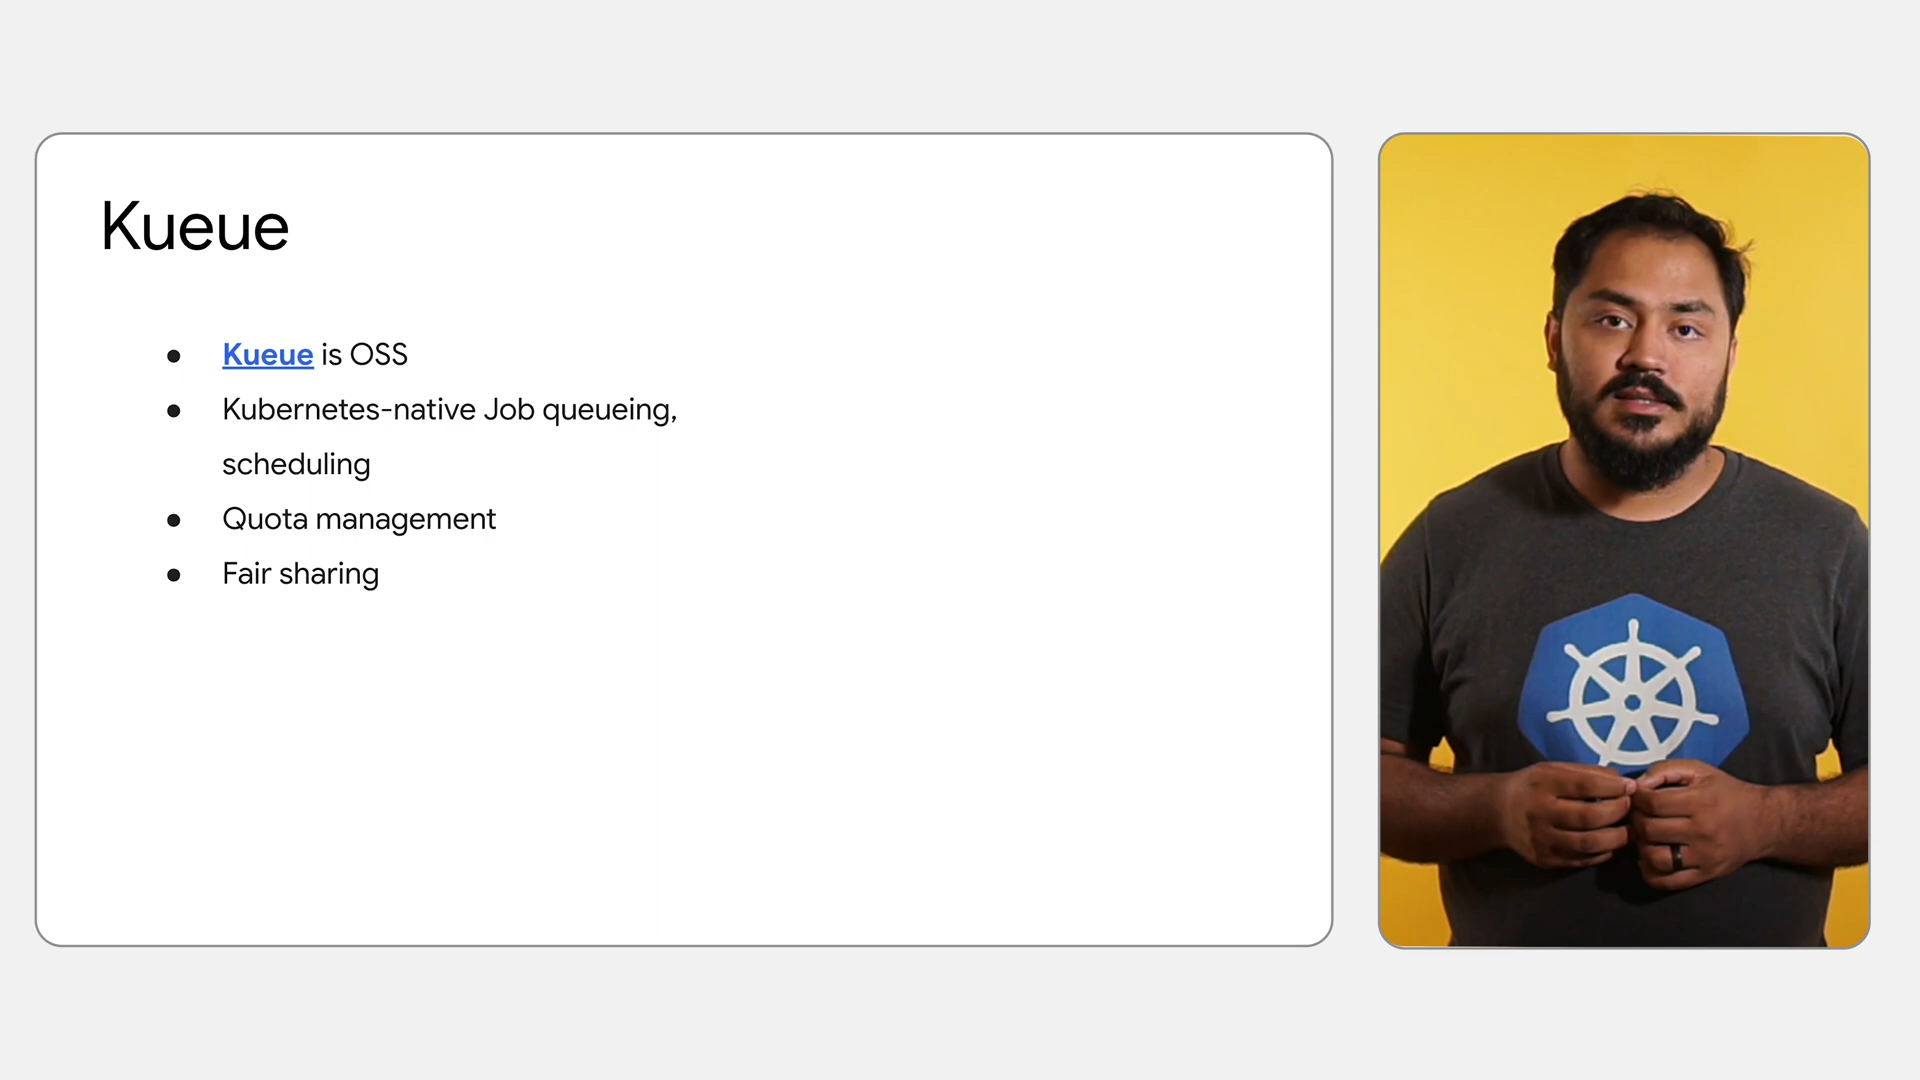 Kueue
● Kueue is OSS
● Kubernetes-native Job queueing,
scheduling
● Quota management
● Fair sharing